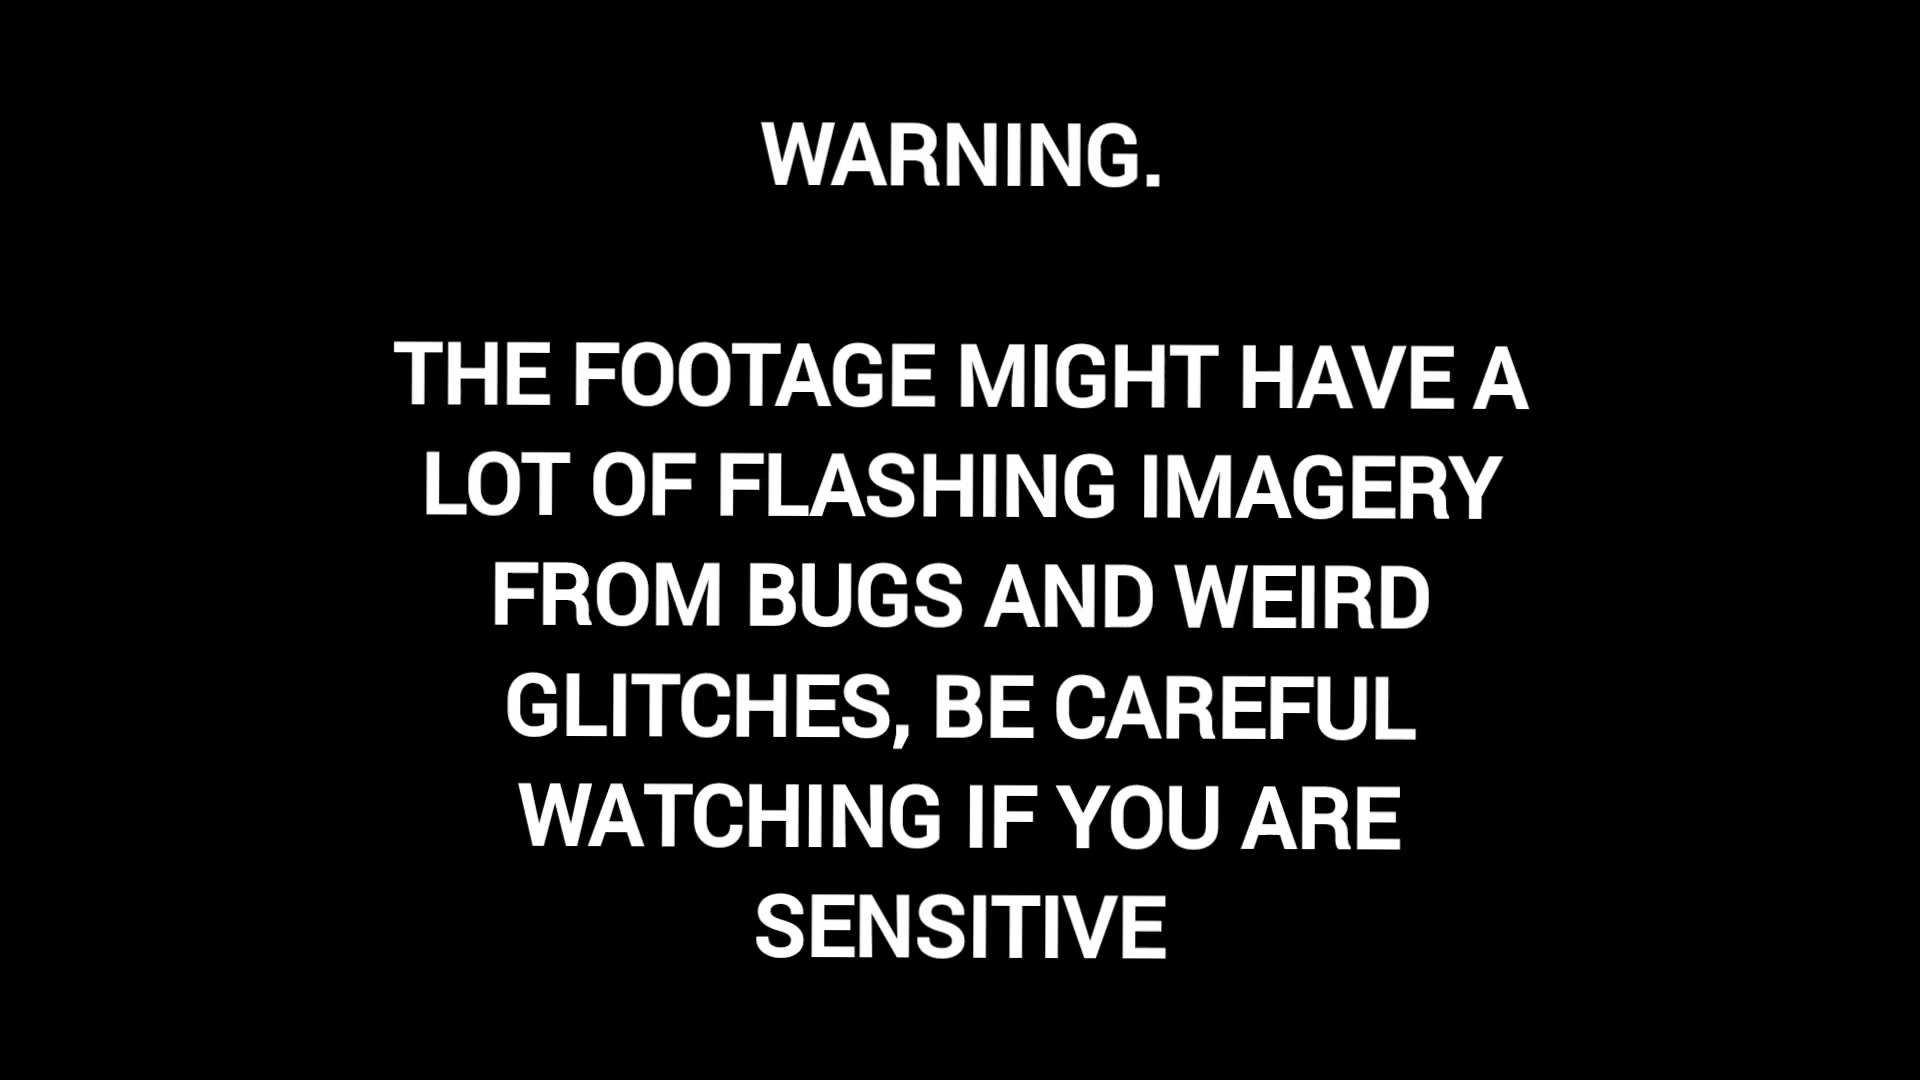 WARNING.
THE FOOTAGE MIGHT HAVE A
LOT OF FLASHING IMAGERY
FROM BUGS AND WEIRD
GLITCHES, BE CAREFUL
WATCHING IF YOU ARE
SENSITIVE